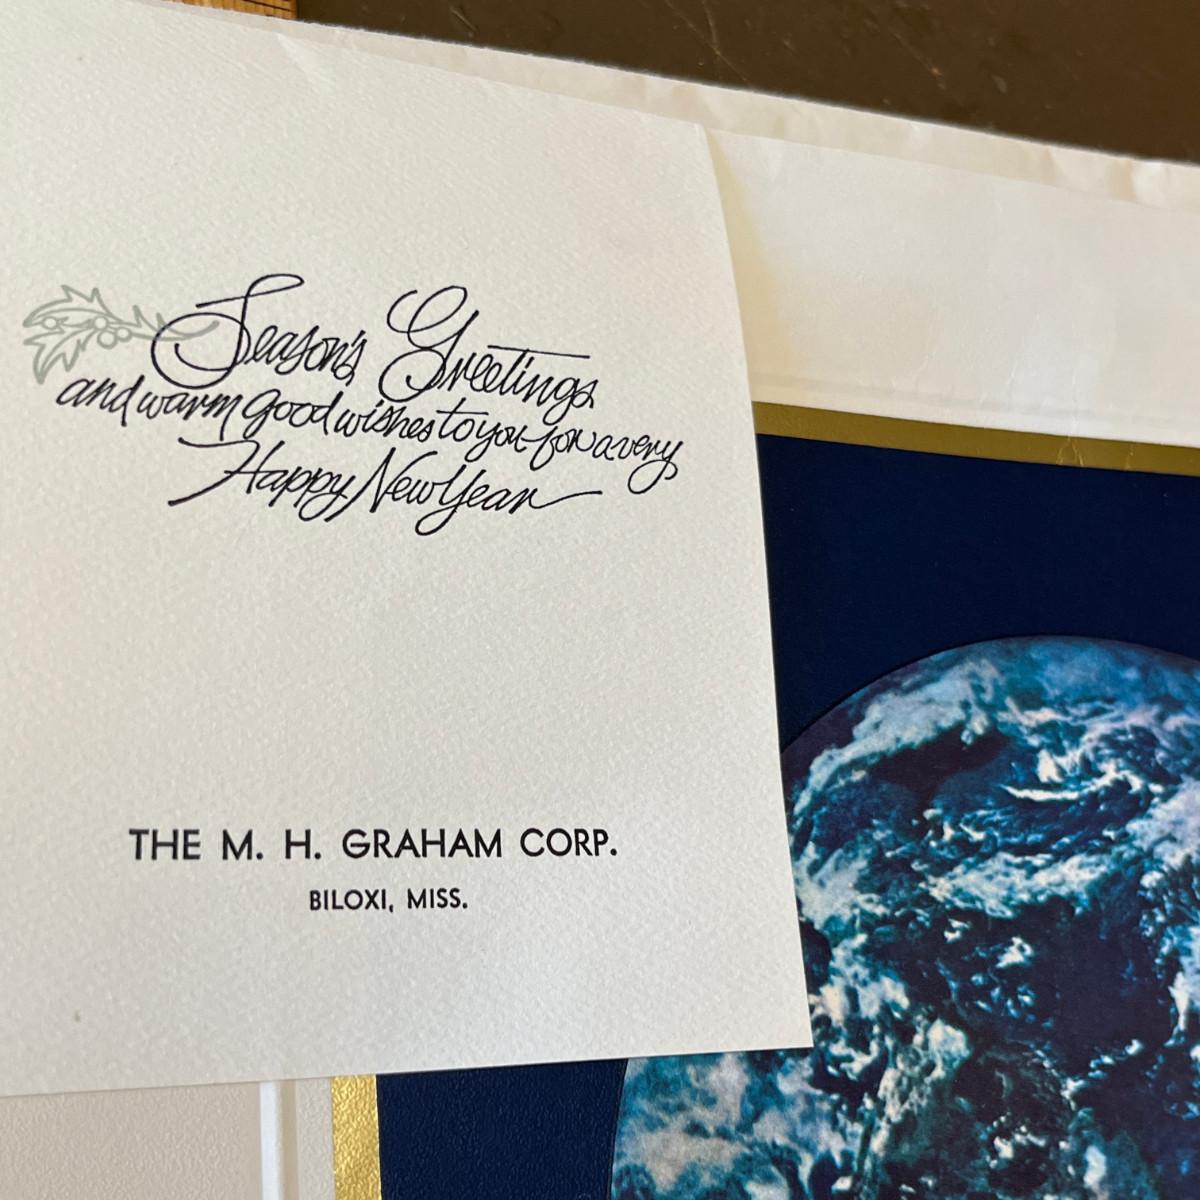 Season's Greetings
and warm good wishes to you for a very
Happy New Year
THE M. H. GRAHAM CORP.
BILOXI, MISS.